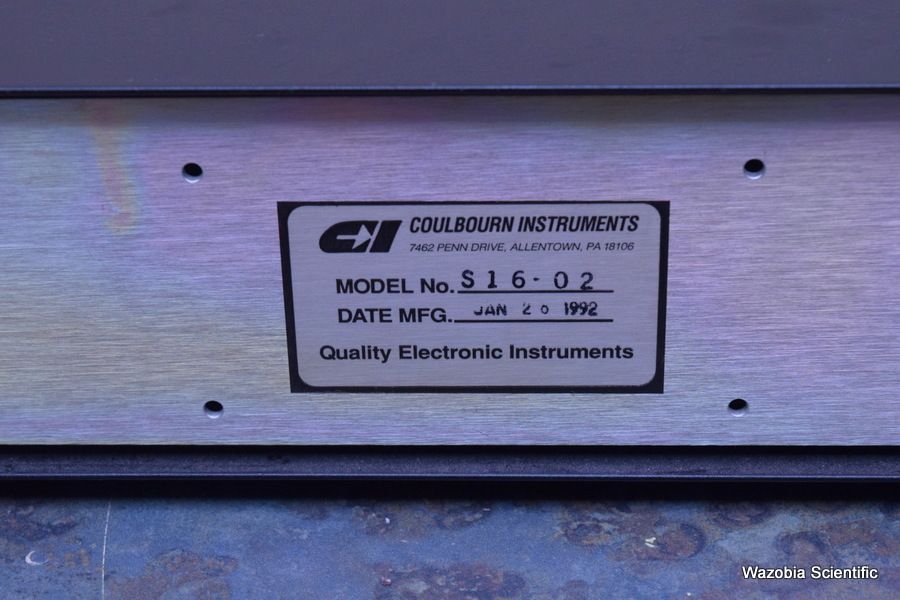 CI COULBOURN INSTRUMENTS
7462 PENN DRIVE, ALLENTOWN, PA 18106
MODEL No. S16-02
DATE MFG. JAN 20 1992
Quality Electronic Instruments
Wazobia Scientific